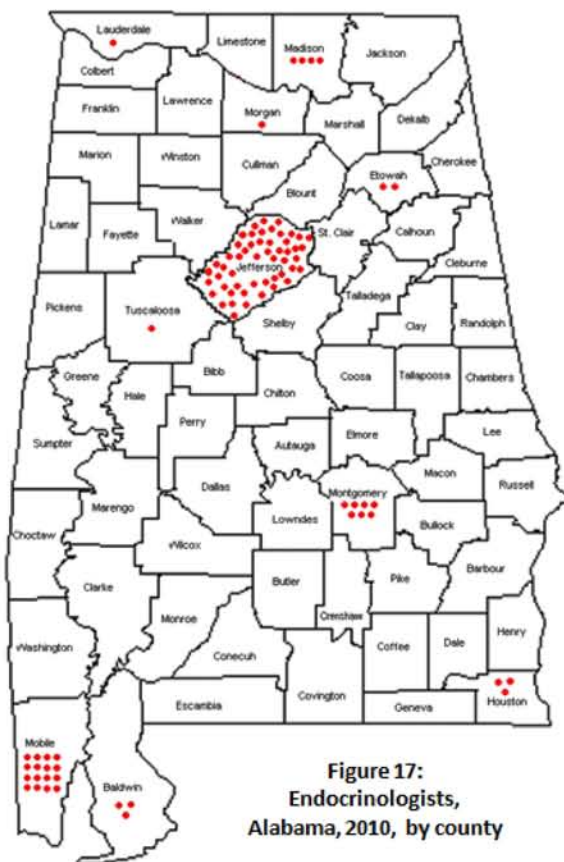 Lauderdale
Limestone
Madison
Jackson
Colbert
Lawrence
Franklin
Morgan
Marshall
Dekalb
Marion
Winston
Cullman
Etowah
Cherokee
Blount
Lamar
Fayette
Walker
St. Clair
Calhoun
Jefferson
Cleburne
Pickens
Tuscaloosa
Talladega
Shelby
Clay
Randolph
Bibb
Greene
Hale
Chilton
Coosa
Tallapoosa
Chambers
Perry
Sumpter
Autauga
Elmore
Lee
Dallas
Macon
Montgomery
Russell
Marengo
Lowndes
Choctaw
Bullock
Wilcox
Barbour
Clarke
Butler
Pike
Crenshaw
Monroe
Washington
Coffee
Dale
Henry
Conecuh
Escambia
Covington
Geneva
Houston
Mobile
Baldwin
Figure 17:
Endocrinologists,
Alabama, 2010, by county